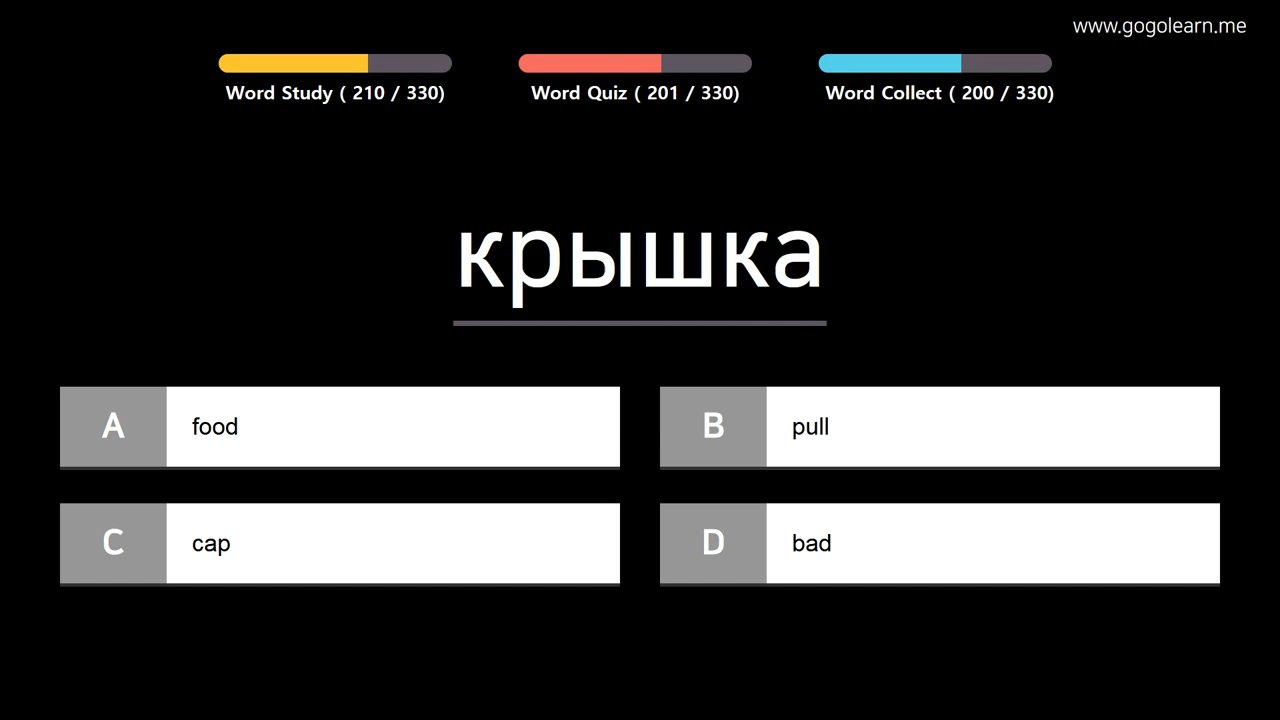 www.gogolearn.me
Word Study ( 210 / 330)
Word Quiz ( 201 / 330)
Word Collect ( 200 / 330)
крышка
A food
B pull
C cap
D bad